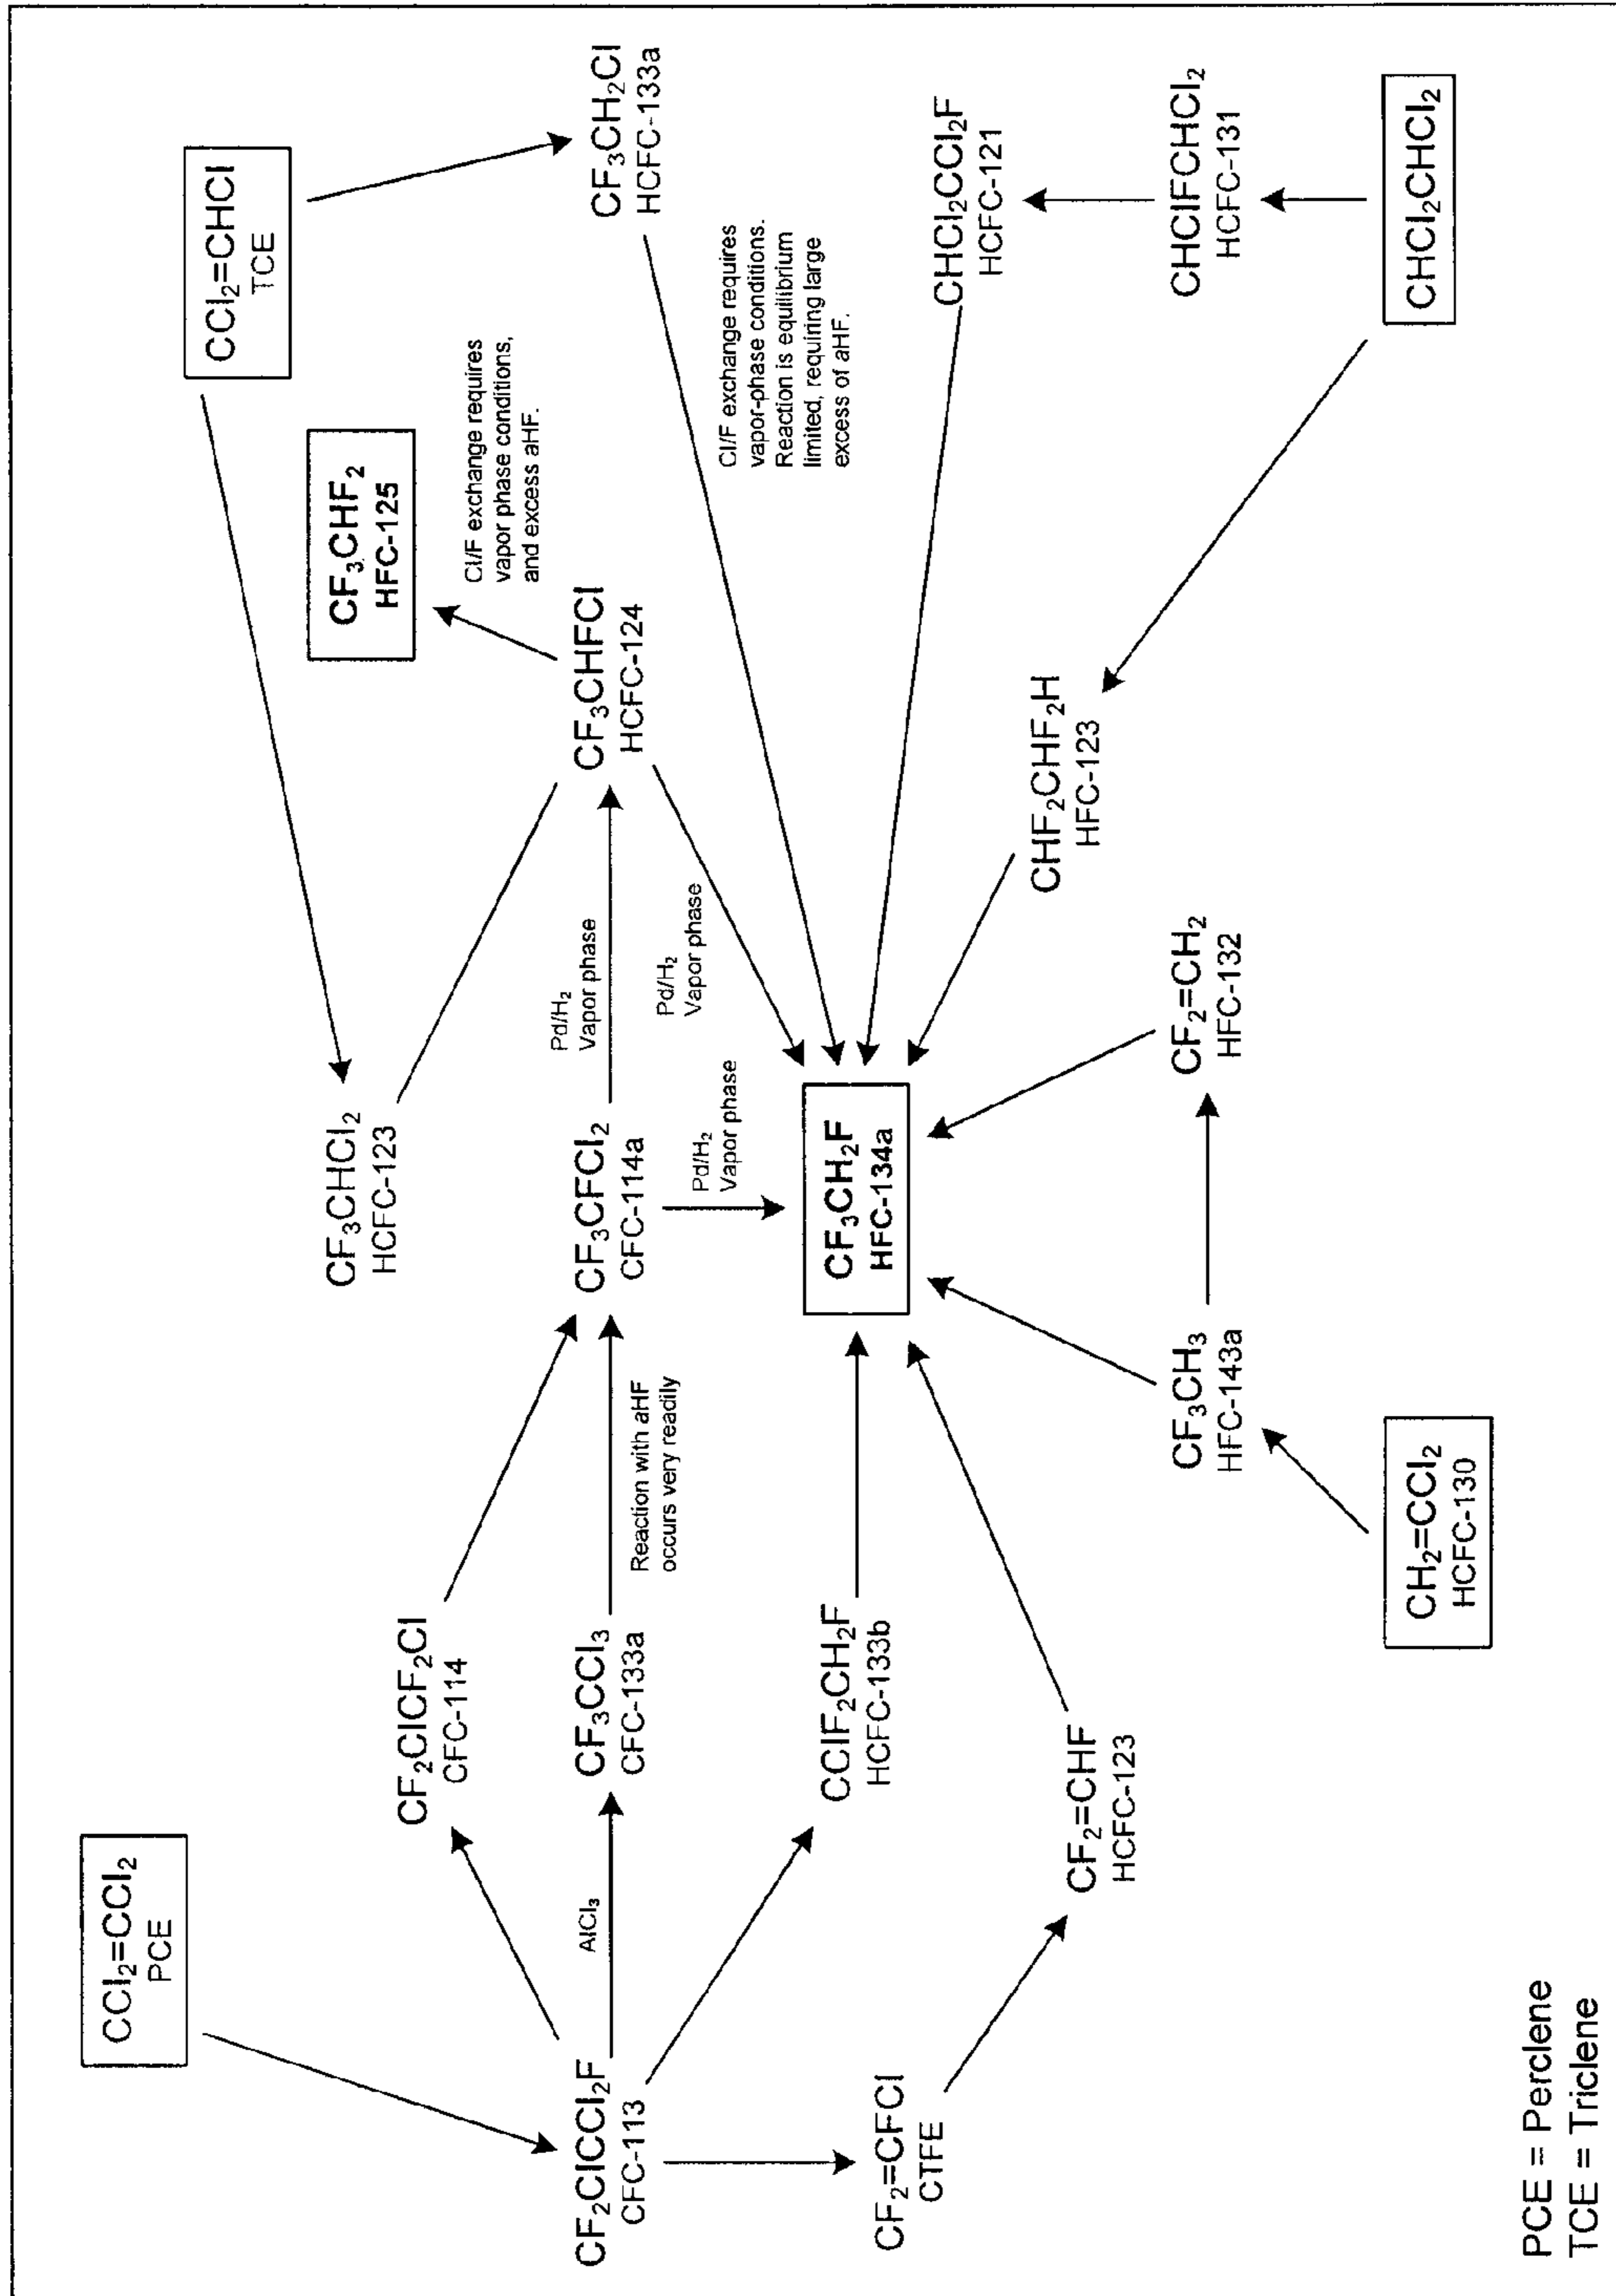 CCl₂=CCl₂
PCE
CCl₂=CHCl
TCE
CF₃CHCl₂
HCFC-123
CF₃CHF₂
HFC-125
Cl/F exchange requires
vapor phase conditions,
and excess aHF.
CF₂ClCF₂Cl
CFC-114
CF₂ClCCl₂F
CFC-113
AlCl₃
CF₃CCl₃
CFC-133a
Reaction with aHF
occurs very readily
CF₃CFCl₂
CFC-114a
Pd/H₂
Vapor phase
CF₃CHFCl
HCFC-124
CF₃CH₂Cl
HCFC-133a
Pd/H₂
Vapor phase
Pd/H₂
Vapor phase
Cl/F exchange requires
vapor-phase conditions.
Reaction is equilibrium
limited, requiring large
excess of aHF.
CF₂=CFCl
CTFE
CClF₂CH₂F
HCFC-133b
CF₃CH₂F
HFC-134a
CHCl₂CCl₂F
HCFC-121
CF₂=CHF
HCFC-123
CHF₂CHF₂H
HFC-123
CF₃CH₃
HFC-143a
CF₂=CH₂
HFC-132
CHClFCHCl₂
HCFC-131
CH₂=CCl₂
HCFC-130
CHCl₂CHCl₂
PCE = Perclene
TCE = Triclene